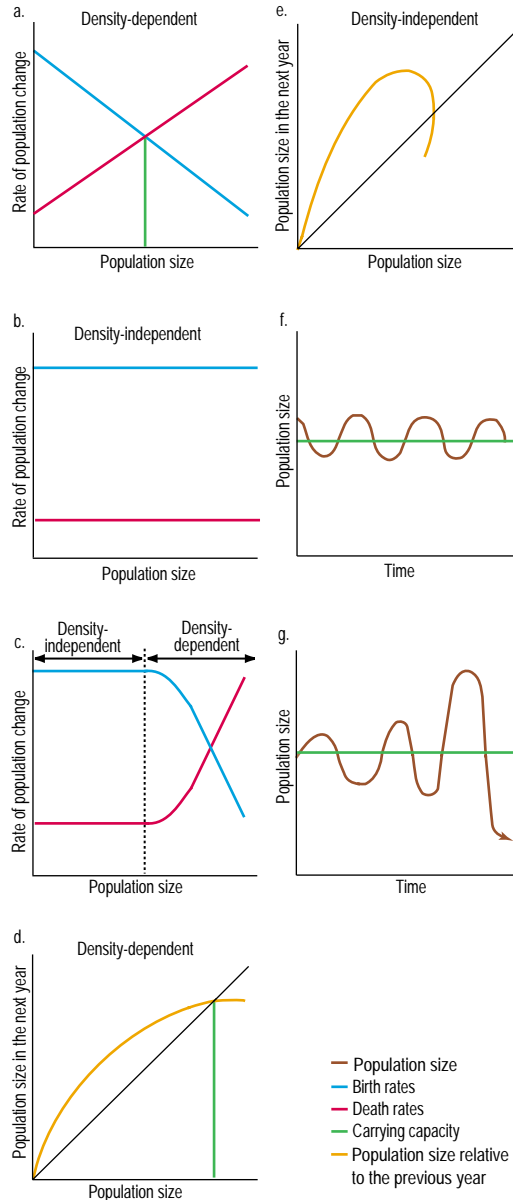 a.
Density-dependent
Rate of population change
Population size
b.
Density-independent
Rate of population change
Population size
c.
Density-
independent
Density-
dependent
Rate of population change
Population size
d.
Density-dependent
Population size in the next year
Population size
e.
Density-independent
Population size in the next year
Population size
f.
Population size
Time
g.
Population size
Time
Population size
Birth rates
Death rates
Carrying capacity
Population size relative
to the previous year